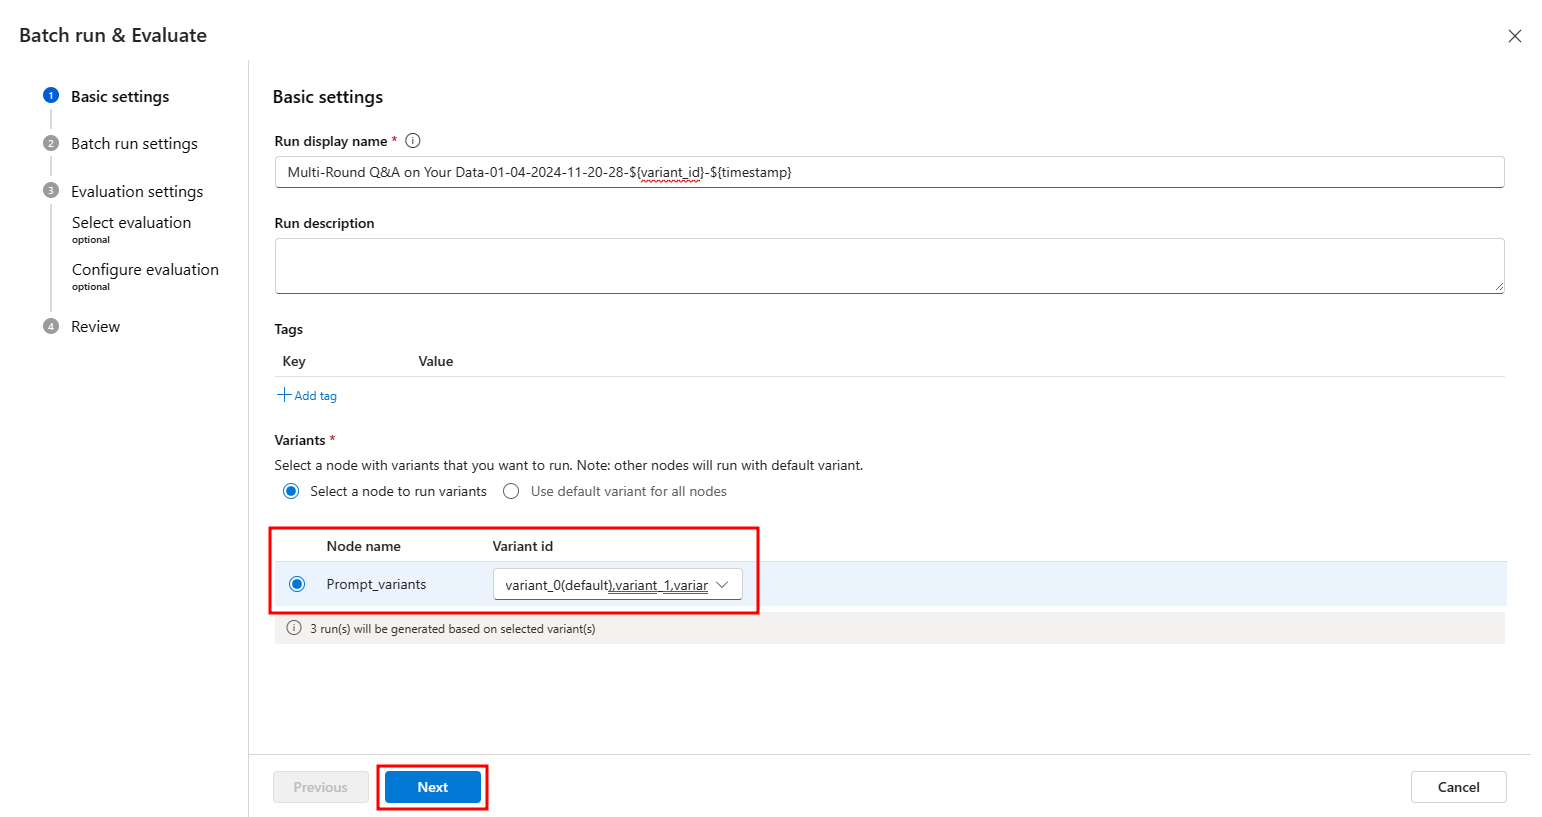 Batch run & Evaluate
1 Basic settings
2 Batch run settings
3 Evaluation settings
Select evaluation
optional
Configure evaluation
optional
4 Review
Basic settings
Run display name *
Multi-Round Q&A on Your Data-01-04-2024-11-20-28-${variant_id}-${timestamp}
Run description
Tags
Key Value
Add tag
Variants *
Select a node with variants that you want to run. Note: other nodes will run with default variant.
Select a node to run variants Use default variant for all nodes
Node name Variant id
Prompt_variants variant_0(default),variant_1,variar
3 run(s) will be generated based on selected variant(s)
Previous Next Cancel